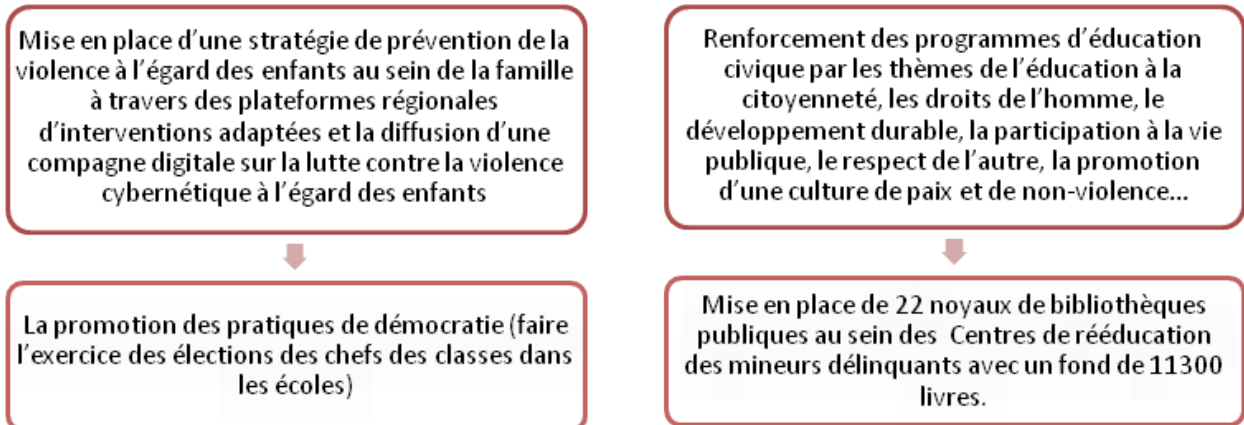 Mise en place d'une stratégie de prévention de la
violence à l'égard des enfants au sein de la famille
à travers des plateformes régionales
d'interventions adaptées et la diffusion d'une
compagne digitale sur la lutte contre la violence
cybernétique à l'égard des enfants
La promotion des pratiques de démocratie (faire
l'exercice des élections des chefs des classes dans
les écoles)
Renforcement des programmes d'éducation
civique par les thèmes de l'éducation à la
citoyenneté, les droits de l'homme, le
développement durable, la participation à la vie
publique, le respect de l'autre, la promotion
d'une culture de paix et de non-violence...
Mise en place de 22 noyaux de bibliothèques
publiques au sein des Centres de rééducation
des mineurs délinquants avec un fond de 11300
livres.